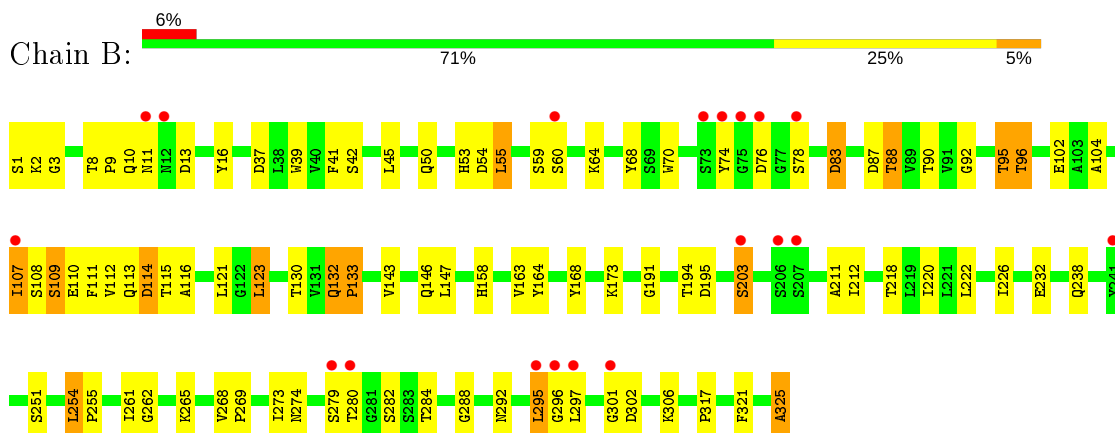 6%
Chain B:
71% 25% 5%
S1 K2 G3 T8 P9 Q10 N11 N12 D13 Y16 D37 L38 W39 V40 F41 S42 L45 Q50 H53 D54 L55 S59 S60 K64 Y68 S69 W70 S73 Y74 G75 D76 G77 S78 D83 D87 T88 V89 T90 V91 G92 T95 T96 E102 A103 A104
I107 S108 S109 E110 F111 V112 Q113 D114 T115 A116 L121 G122 L123 T130 V131 Q132 P133 V143 Q146 L147 H158 V163 Y164 Y168 K173 G191 T194 D195 S203 S206 S207 A211 I212 T218 L219 I220 L221 L222 I226 E232 Q238 Y241
S251 L254 P255 I261 G262 K265 V268 P269 I273 N274 S279 T280 G281 S282 S283 T284 G288 N292 L295 G296 L297 G301 D302 K306 P317 F321 A325